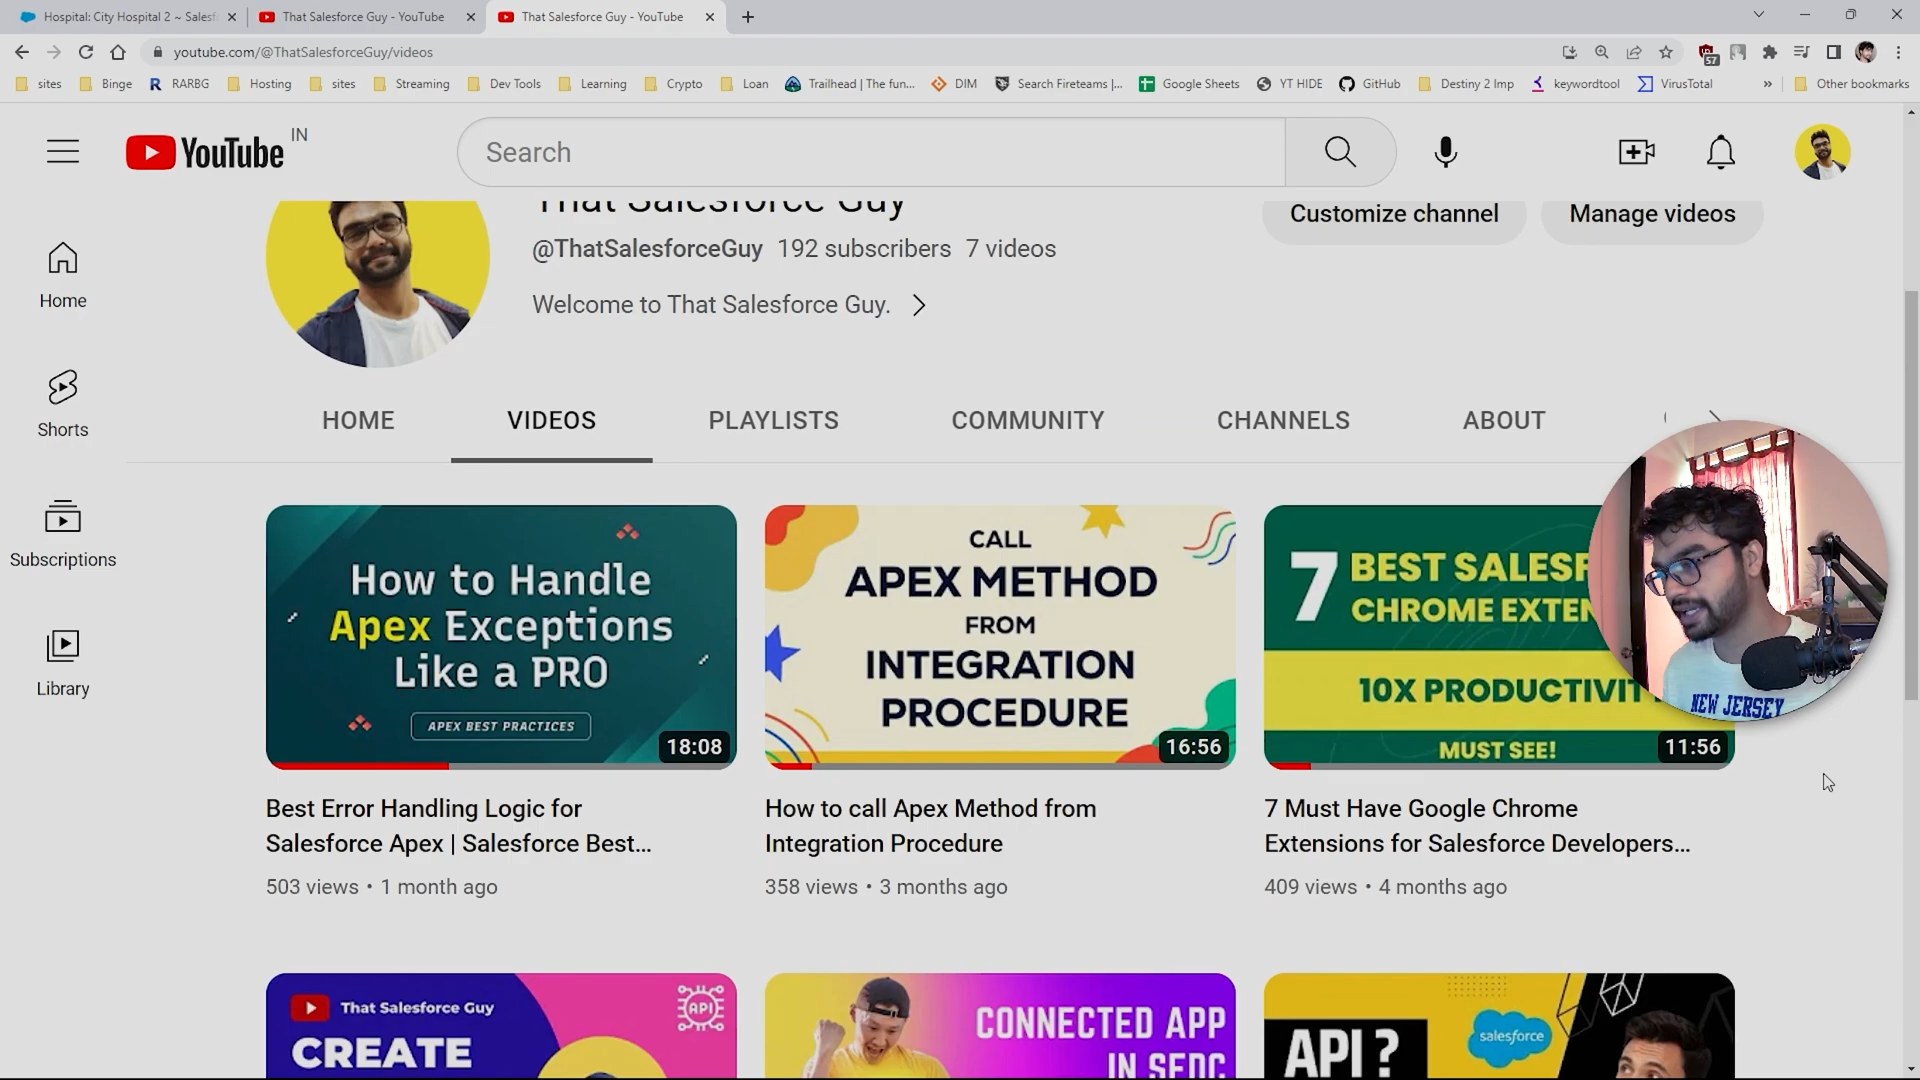 Hospital: City Hospital 2 ~ Salesf
That Salesforce Guy - YouTube
That Salesforce Guy - YouTube
youtube.com/@ThatSalesforceGuy/videos
57
sites
Binge
R RARBG
Hosting
sites
Streaming
Dev Tools
Learning
Crypto
Loan
Trailhead | The fun...
DIM
Search Fireteams |...
Google Sheets
YT HIDE
GitHub
Destiny 2 Imp
keywordtool
VirusTotal
»
Other bookmarks
YouTube IN
Search
That Salesforce Guy
@ThatSalesforceGuy 192 subscribers 7 videos
Welcome to That Salesforce Guy.
Customize channel
Manage videos
Home
Shorts
Subscriptions
Library
HOME
VIDEOS
PLAYLISTS
COMMUNITY
CHANNELS
ABOUT
How to Handle
Apex Exceptions
Like a PRO
APEX BEST PRACTICES
18:08
Best Error Handling Logic for
Salesforce Apex | Salesforce Best...
503 views • 1 month ago
CALL
APEX METHOD
FROM
INTEGRATION
PROCEDURE
16:56
How to call Apex Method from
Integration Procedure
358 views • 3 months ago
7 BEST SALESF
CHROME EXTEN
10X PRODUCTIVIT
MUST SEE!
11:56
7 Must Have Google Chrome
Extensions for Salesforce Developers...
409 views • 4 months ago
NEW JERSEY
That Salesforce Guy
API
CREATE
CONNECTED APP
IN SFDC
API ?
salesforce